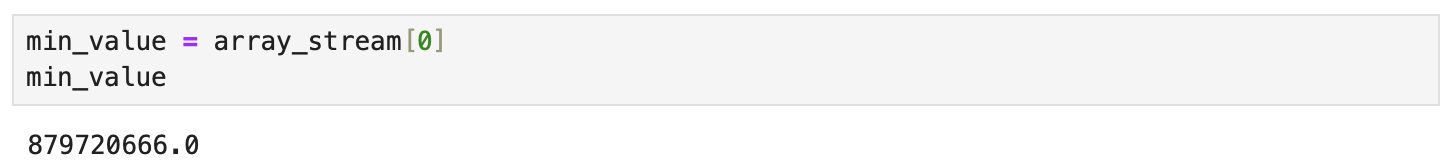 min_value = array_stream[0]
min_value
879720666.0